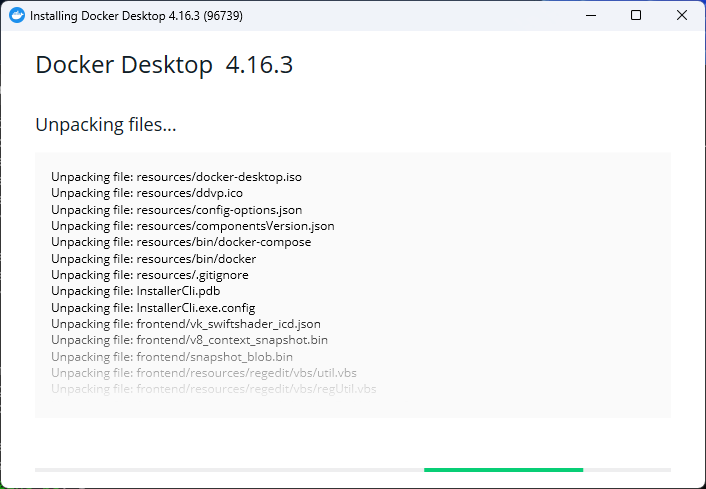 Installing Docker Desktop 4.16.3 (96739)
Docker Desktop 4.16.3
Unpacking files...
Unpacking file: resources/docker-desktop.iso
Unpacking file: resources/ddvp.ico
Unpacking file: resources/config-options.json
Unpacking file: resources/componentsVersion.json
Unpacking file: resources/bin/docker-compose
Unpacking file: resources/bin/docker
Unpacking file: resources/.gitignore
Unpacking file: InstallerCli.pdb
Unpacking file: InstallerCli.exe.config
Unpacking file: frontend/vk_swiftshader_icd.json
Unpacking file: frontend/v8_context_snapshot.bin
Unpacking file: frontend/snapshot_blob.bin
Unpacking file: frontend/resources/regedit/vbs/util.vbs
Unpacking file: frontend/resources/regedit/vbs/regUtil.vbs